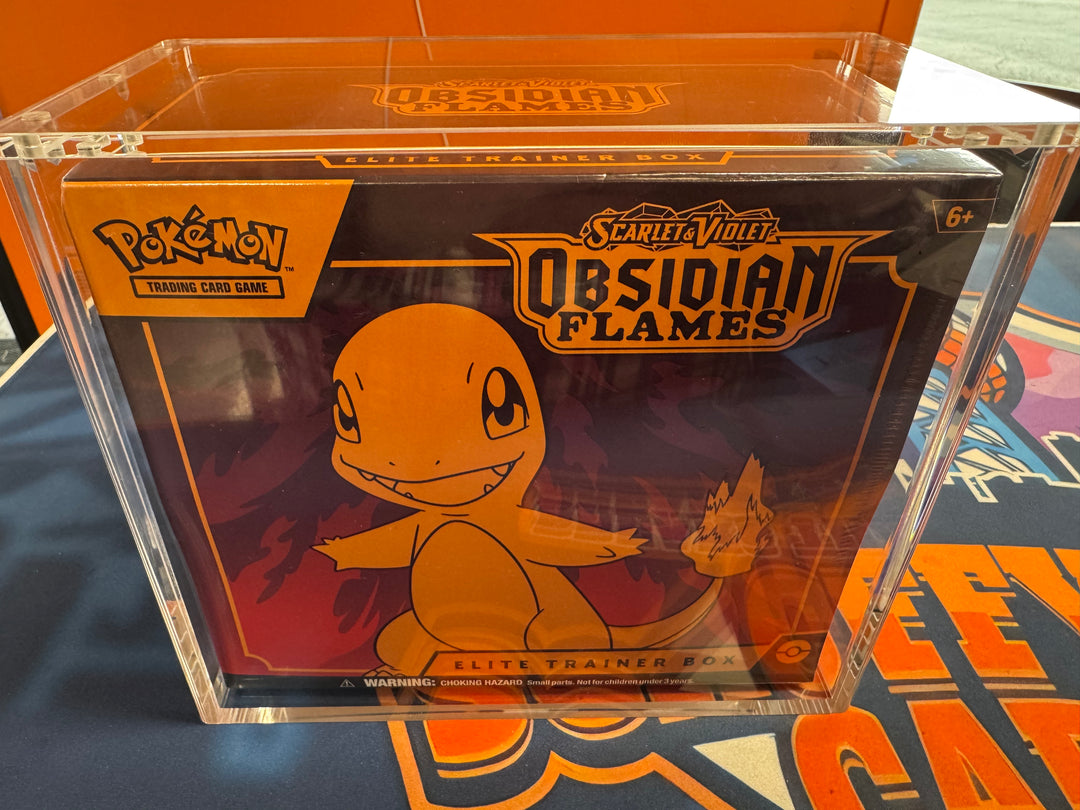 SCARLET & VIOLET
OBSIDIAN
FLAMES
ELITE TRAINER BOX
POKéMON
TM
TRADING CARD GAME
SCARLET & VIOLET
OBSIDIAN
FLAMES
6+
ELITE TRAINER BOX
WARNING: CHOKING HAZARD Small parts. Not for children under 3 years.